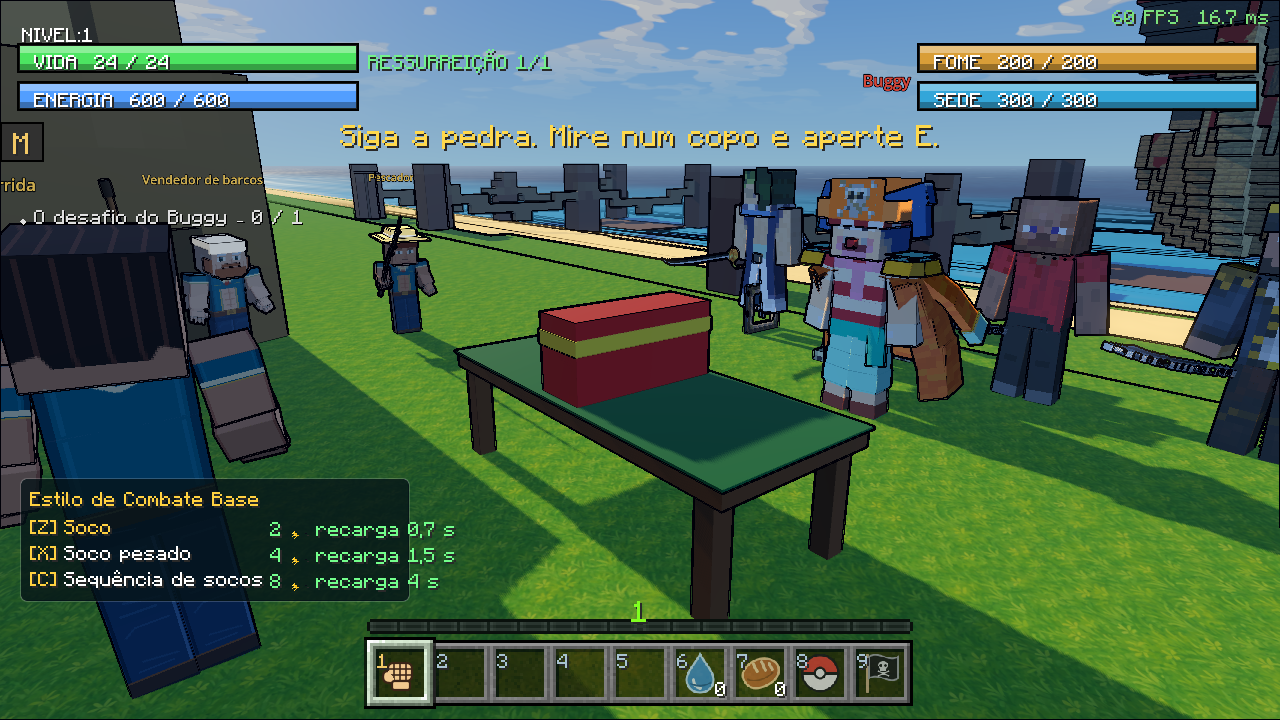 60 FPS 16.7 ms
NIVEL:1
VIDA 24 / 24
RESSURREIÇÃO 1/1
FOME 200 / 200
Buggy
ENERGIA 600 / 600
SEDE 300 / 300
Siga a pedra. Mire num copo e aperte E.
M
rrida
Vendedor de barcos
Pescador
O desafio do Buggy - 0 / 1
Estilo de Combate Base
[Z] Soco 2 recarga 0,7 s
[X] Soco pesado 4 recarga 1,5 s
[C] Sequência de socos 8 recarga 4 s
1
1 2 3 4 5 6 7 8 9
0 0